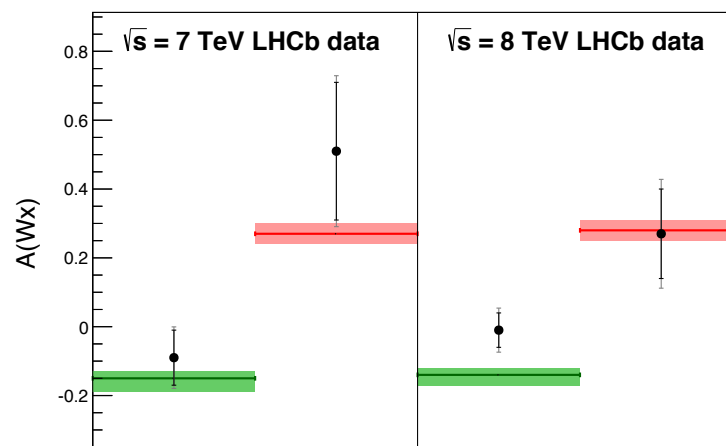 √s = 7 TeV LHCb data
√s = 8 TeV LHCb data
A(Wx)
0.8
0.6
0.4
0.2
0
-0.2